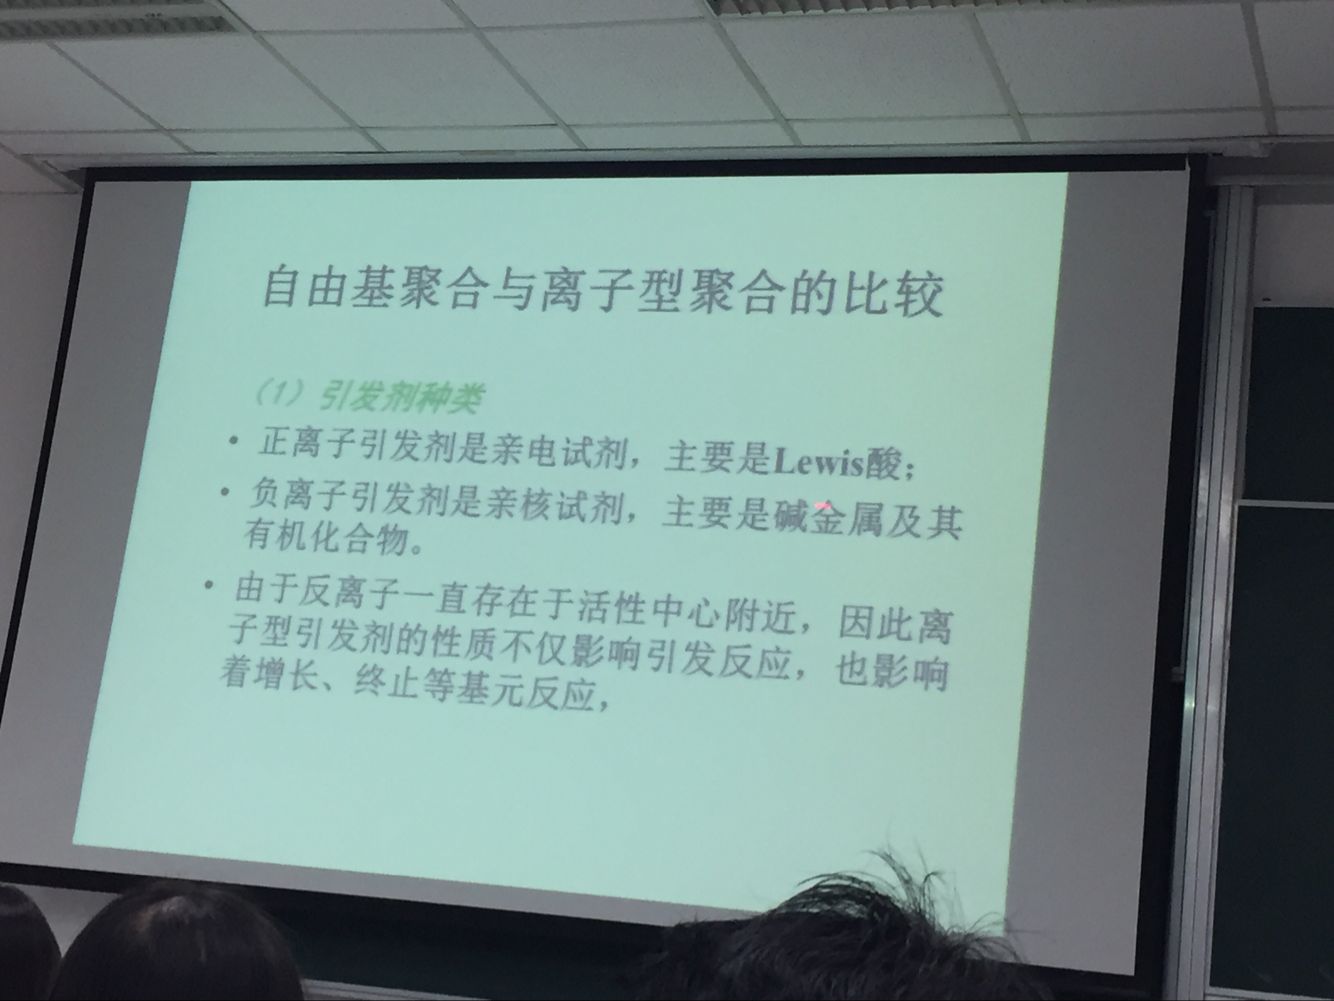 自由基聚合与离子型聚合的比较
（1）引发剂种类
• 正离子引发剂是亲电试剂，主要是Lewis酸；
• 负离子引发剂是亲核试剂，主要是碱金属及其
有机化合物。
• 由于反离子一直存在于活性中心附近，因此离
子型引发剂的性质不仅影响引发反应，也影响
着增长、终止等基元反应，